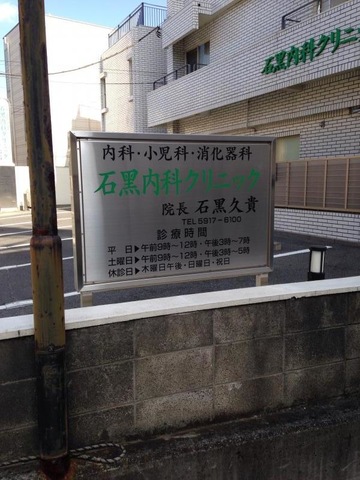 石黒内科クリニック
内科・小児科・消化器科
石黒内科クリニック
院長 石黒久貴
TEL 5917-6100
診療時間
平 日▶午前9時〜12時・午後3時〜7時
土曜日▶午前9時〜12時・午後3時〜5時
休診日▶木曜日午後・日曜日・祝日